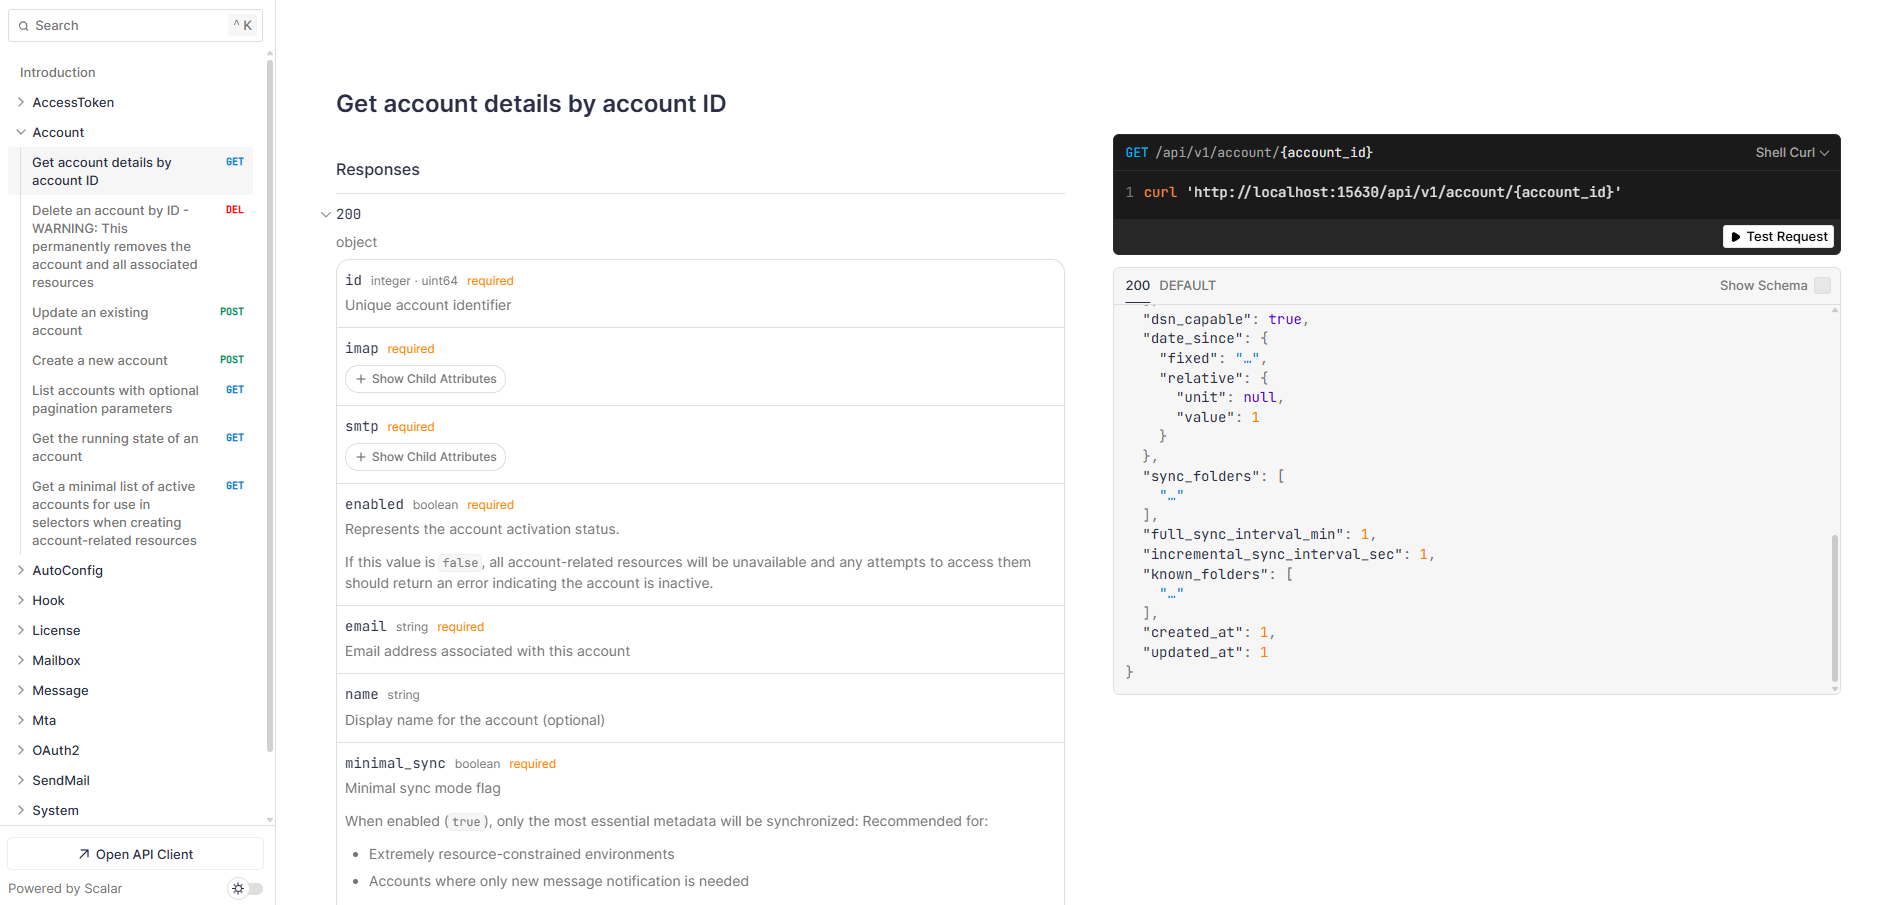 Search
^ K
Introduction
AccessToken
Account
Get account details by
account ID
GET
Delete an account by ID -
WARNING: This
permanently removes the
account and all associated
resources
DEL
Update an existing
account
POST
Create a new account
POST
List accounts with optional
pagination parameters
GET
Get the running state of an
account
GET
Get a minimal list of active
accounts for use in
selectors when creating
account-related resources
GET
AutoConfig
Hook
License
Mailbox
Message
Mta
OAuth2
SendMail
System
Open API Client
Powered by Scalar
Get account details by account ID
Responses
200
object
id integer · uint64 required
Unique account identifier
imap required
+ Show Child Attributes
smtp required
+ Show Child Attributes
enabled boolean required
Represents the account activation status.
If this value is false, all account-related resources will be unavailable and any attempts to access them
should return an error indicating the account is inactive.
email string required
Email address associated with this account
name string
Display name for the account (optional)
minimal_sync boolean required
Minimal sync mode flag
When enabled (true), only the most essential metadata will be synchronized: Recommended for:
• Extremely resource-constrained environments
• Accounts where only new message notification is needed
GET /api/v1/account/{account_id}
Shell Curl
1 curl 'http://localhost:15630/api/v1/account/{account_id}'
Test Request
200 DEFAULT
Show Schema
"dsn_capable": true,
"date_since": {
"fixed": "…",
"relative": {
"unit": null,
"value": 1
}
},
"sync_folders": [
"…"
],
"full_sync_interval_min": 1,
"incremental_sync_interval_sec": 1,
"known_folders": [
"…"
],
"created_at": 1,
"updated_at": 1
}